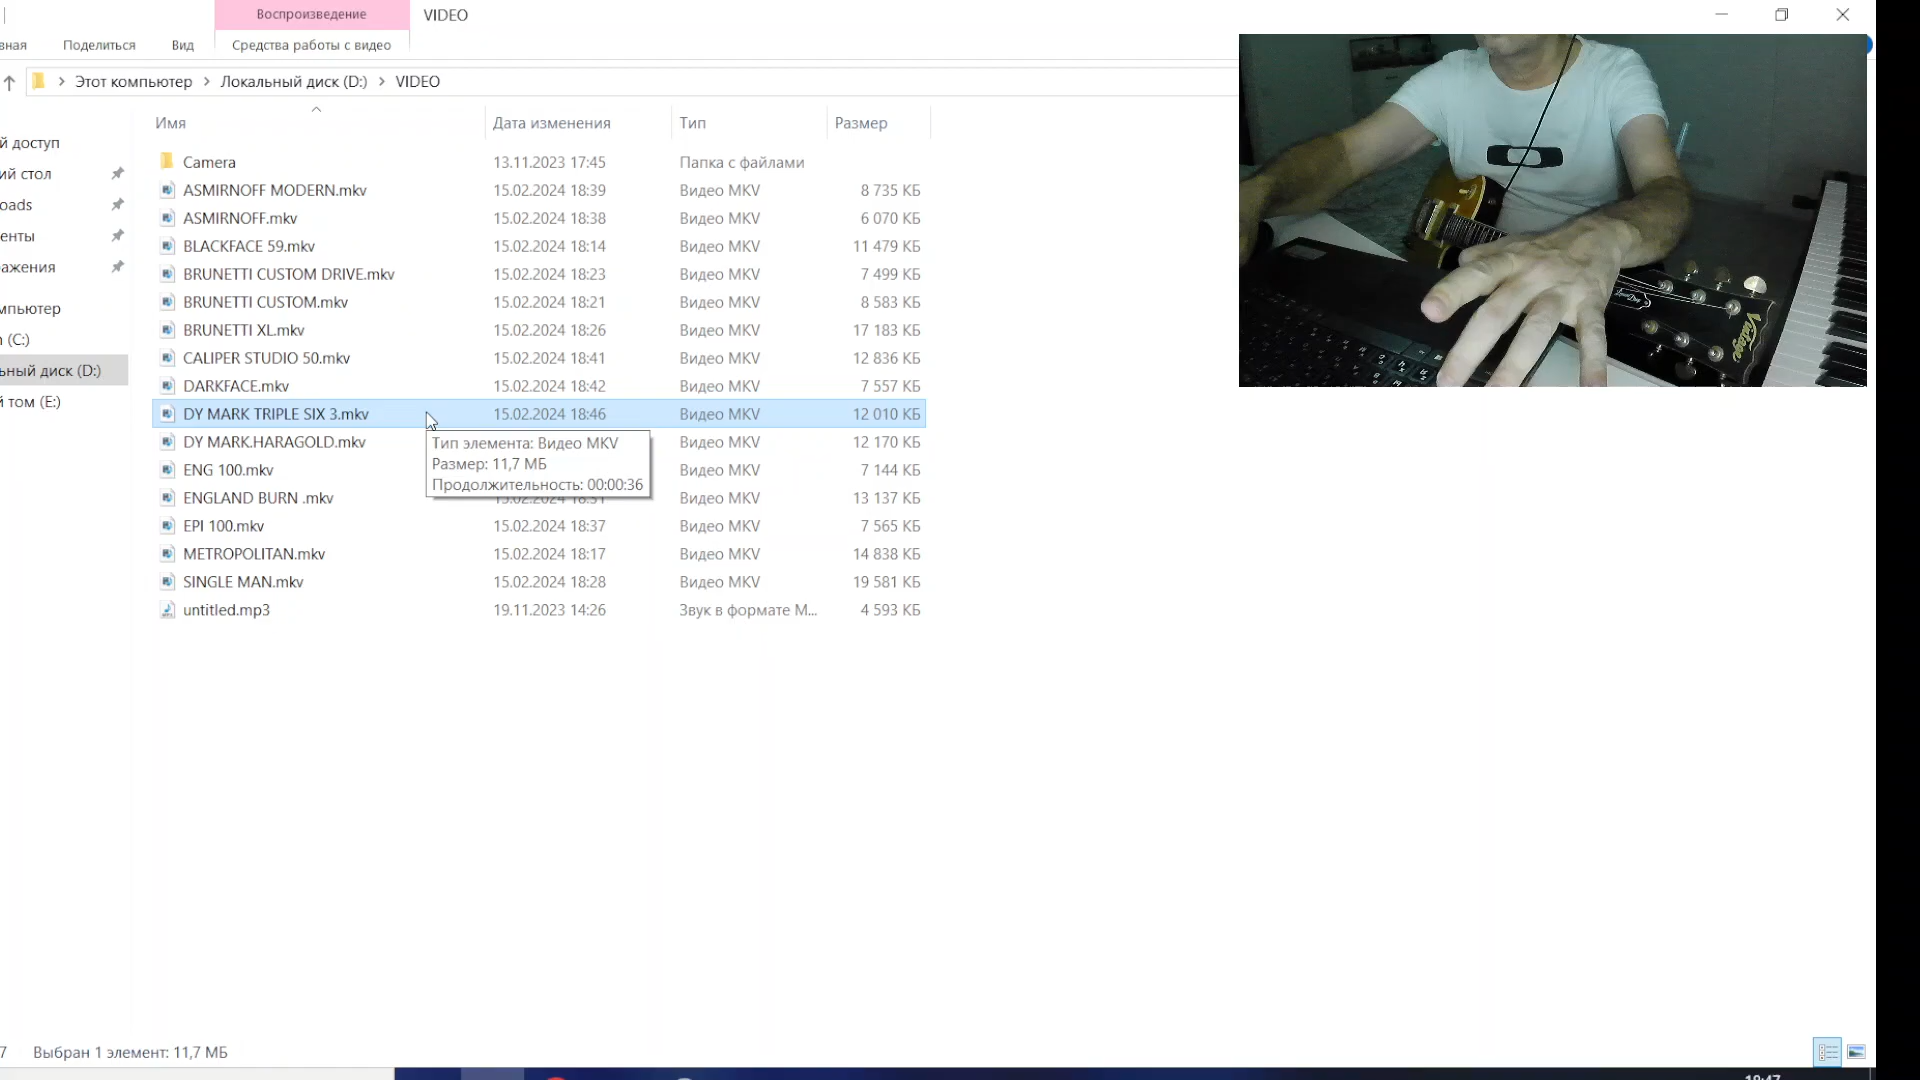 Воспроизведение VIDEO
вная Поделиться Вид Средства работы с видео
Этот компьютер Локальный диск (D:) VIDEO
Имя Дата изменения Тип Размер
й доступ
ий стол
oads
енты
ажения
мпьютер
(C:)
ьный диск (D:)
й том (E:)
Camera 13.11.2023 17:45 Папка с файлами
ASMIRNOFF MODERN.mkv 15.02.2024 18:39 Видео MKV 8 735 КБ
ASMIRNOFF.mkv 15.02.2024 18:38 Видео MKV 6 070 КБ
BLACKFACE 59.mkv 15.02.2024 18:14 Видео MKV 11 479 КБ
BRUNETTI CUSTOM DRIVE.mkv 15.02.2024 18:23 Видео MKV 7 499 КБ
BRUNETTI CUSTOM.mkv 15.02.2024 18:21 Видео MKV 8 583 КБ
BRUNETTI XL.mkv 15.02.2024 18:26 Видео MKV 17 183 КБ
CALIPER STUDIO 50.mkv 15.02.2024 18:41 Видео MKV 12 836 КБ
DARKFACE.mkv 15.02.2024 18:42 Видео MKV 7 557 КБ
DY MARK TRIPLE SIX 3.mkv 15.02.2024 18:46 Видео MKV 12 010 КБ
DY MARK.HARAGOLD.mkv Видео MKV 12 170 КБ
ENG 100.mkv Видео MKV 7 144 КБ
ENGLAND BURN .mkv 15.02.2024 18:31 Видео MKV 13 137 КБ
EPI 100.mkv 15.02.2024 18:37 Видео MKV 7 565 КБ
METROPOLITAN.mkv 15.02.2024 18:17 Видео MKV 14 838 КБ
SINGLE MAN.mkv 15.02.2024 18:28 Видео MKV 19 581 КБ
untitled.mp3 19.11.2023 14:26 Звук в формате M... 4 593 КБ
Тип элемента: Видео MKV
Размер: 11,7 МБ
Продолжительность: 00:00:36
Vintage
7 Выбран 1 элемент: 11,7 МБ
18:47